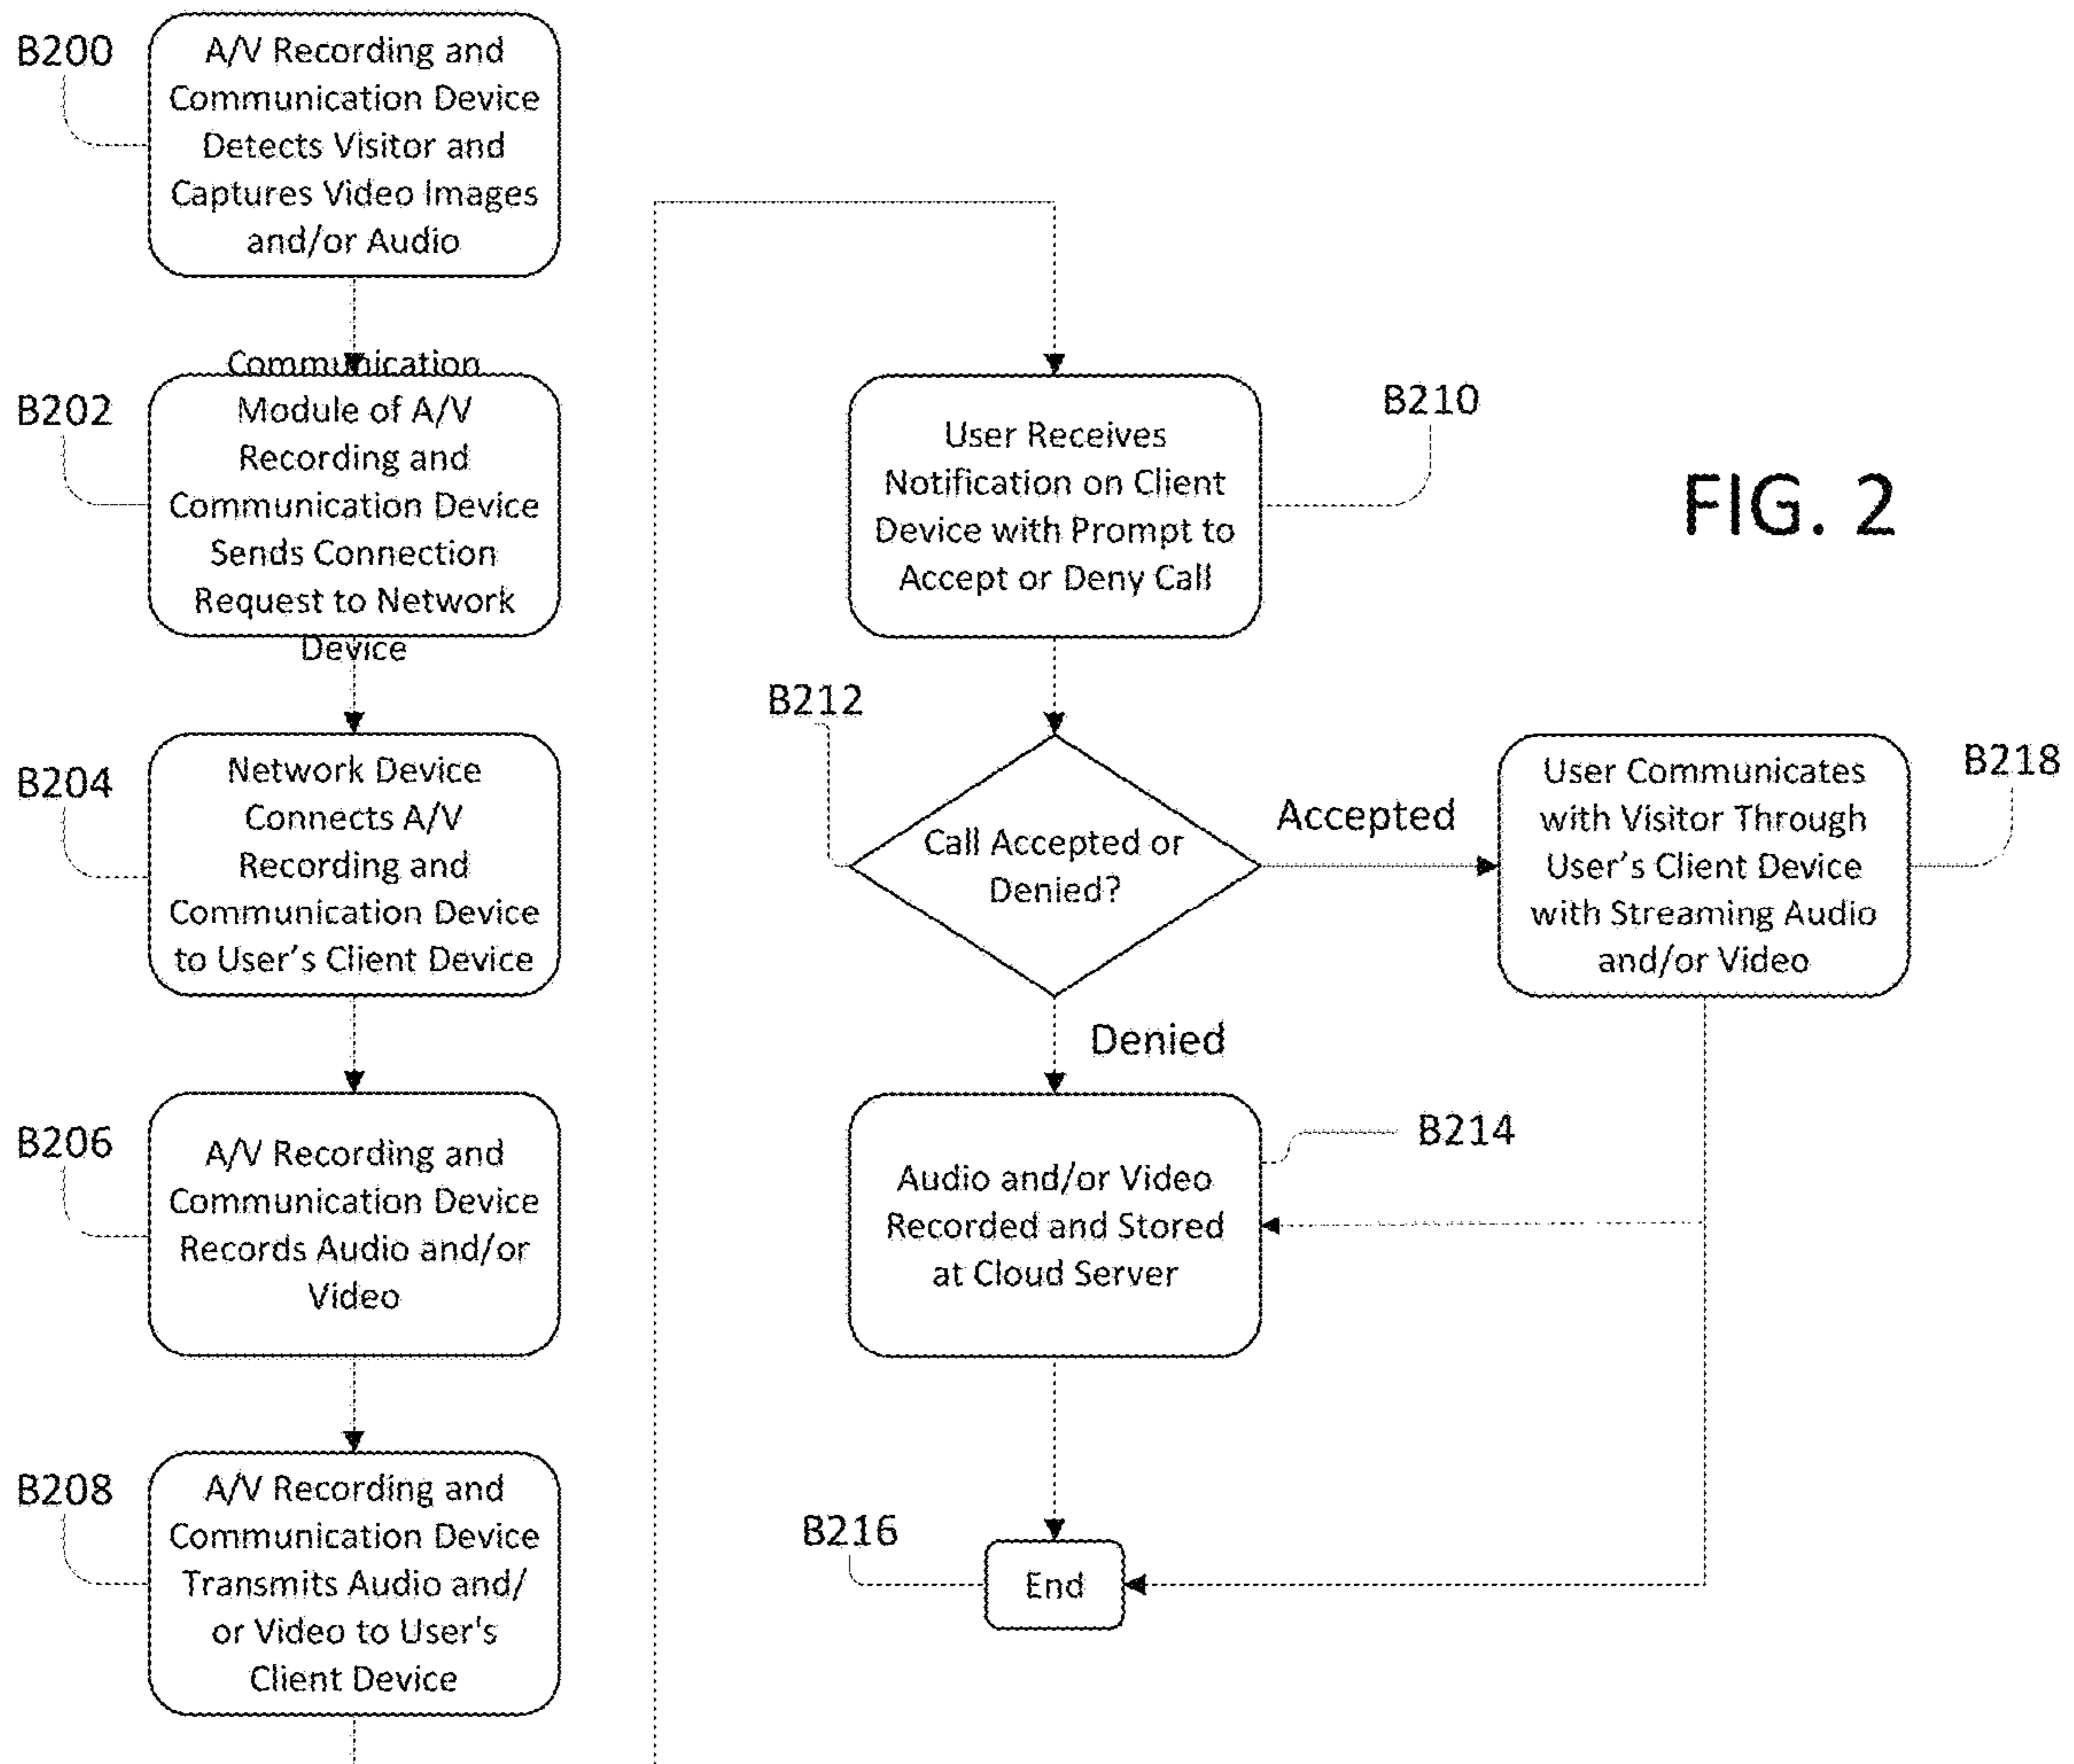 B200
A/V Recording and
Communication Device
Detects Visitor and
Captures Video Images
and/or Audio
B202
Communication
Module of A/V
Recording and
Communication Device
Sends Connection
Request to Network
Device
B204
Network Device
Connects A/V
Recording and
Communication Device
to User's Client Device
B206
A/V Recording and
Communication Device
Records Audio and/or
Video
B208
A/V Recording and
Communication Device
Transmits Audio and/
or Video to User's
Client Device
B210
User Receives
Notification on Client
Device with Prompt to
Accept or Deny Call
FIG. 2
B212
Call Accepted or
Denied?
Accepted
B218
User Communicates
with Visitor Through
User's Client Device
with Streaming Audio
and/or Video
Denied
B214
Audio and/or Video
Recorded and Stored
at Cloud Server
B216
End